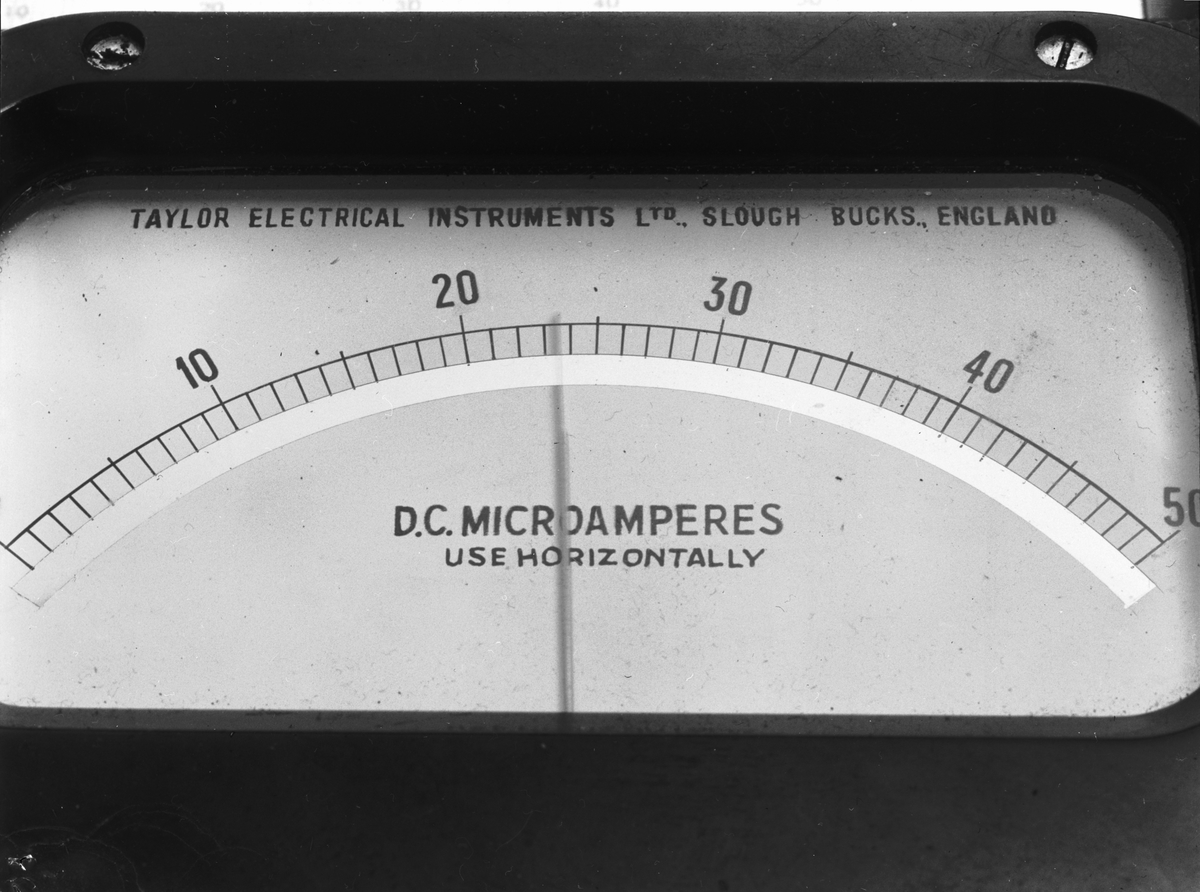 TAYLOR ELECTRICAL INSTRUMENTS LTD., SLOUGH BUCKS., ENGLAND
10 20 30 40 50
D.C. MICROAMPERES
USE HORIZONTALLY